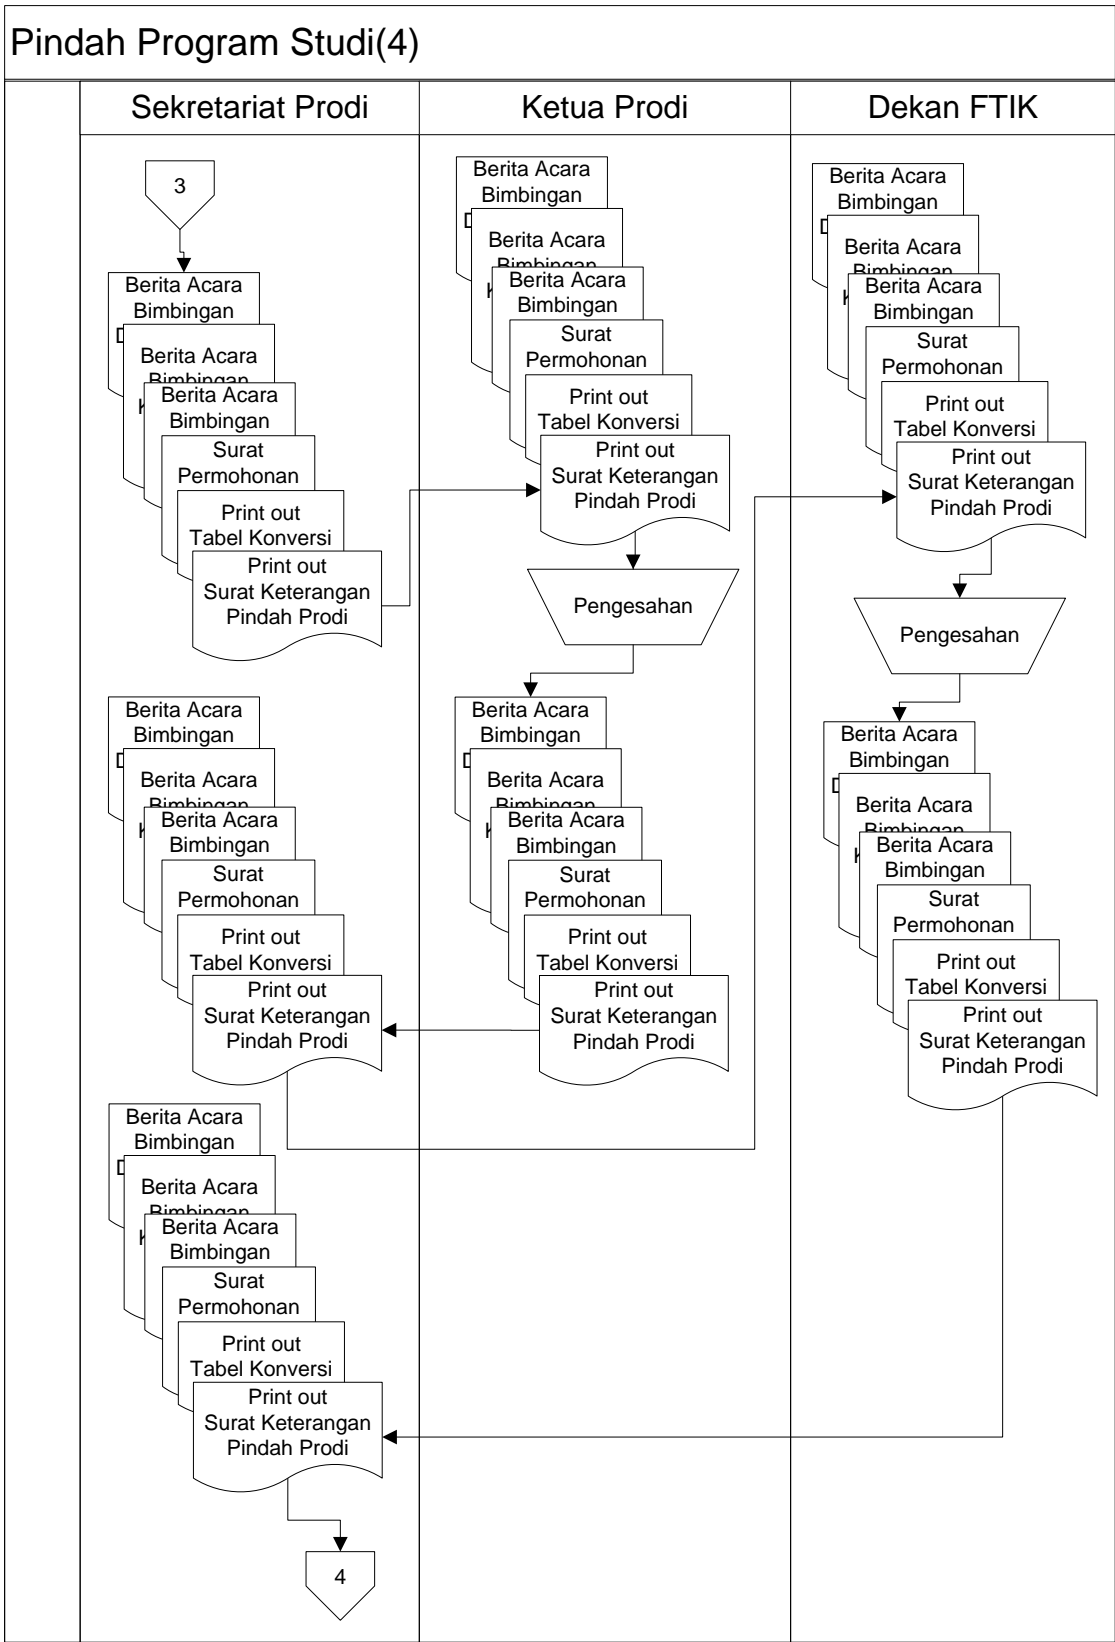 Pindah Program Studi(4)
Sekretariat Prodi
Ketua Prodi
Dekan FTIK
3
Berita Acara
Bimbingan
D
Berita Acara
Bimbingan
K
Berita Acara
Bimbingan
Surat
Permohonan
Print out
Tabel Konversi
Print out
Surat Keterangan
Pindah Prodi
Berita Acara
Bimbingan
D
Berita Acara
Bimbingan
K
Berita Acara
Bimbingan
Surat
Permohonan
Print out
Tabel Konversi
Print out
Surat Keterangan
Pindah Prodi
Berita Acara
Bimbingan
D
Berita Acara
Bimbingan
K
Berita Acara
Bimbingan
Surat
Permohonan
Print out
Tabel Konversi
Print out
Surat Keterangan
Pindah Prodi
4
Berita Acara
Bimbingan
D
Berita Acara
Bimbingan
K
Berita Acara
Bimbingan
Surat
Permohonan
Print out
Tabel Konversi
Print out
Surat Keterangan
Pindah Prodi
Pengesahan
Berita Acara
Bimbingan
D
Berita Acara
Bimbingan
K
Berita Acara
Bimbingan
Surat
Permohonan
Print out
Tabel Konversi
Print out
Surat Keterangan
Pindah Prodi
Berita Acara
Bimbingan
D
Berita Acara
Bimbingan
K
Berita Acara
Bimbingan
Surat
Permohonan
Print out
Tabel Konversi
Print out
Surat Keterangan
Pindah Prodi
Pengesahan
Berita Acara
Bimbingan
D
Berita Acara
Bimbingan
K
Berita Acara
Bimbingan
Surat
Permohonan
Print out
Tabel Konversi
Print out
Surat Keterangan
Pindah Prodi